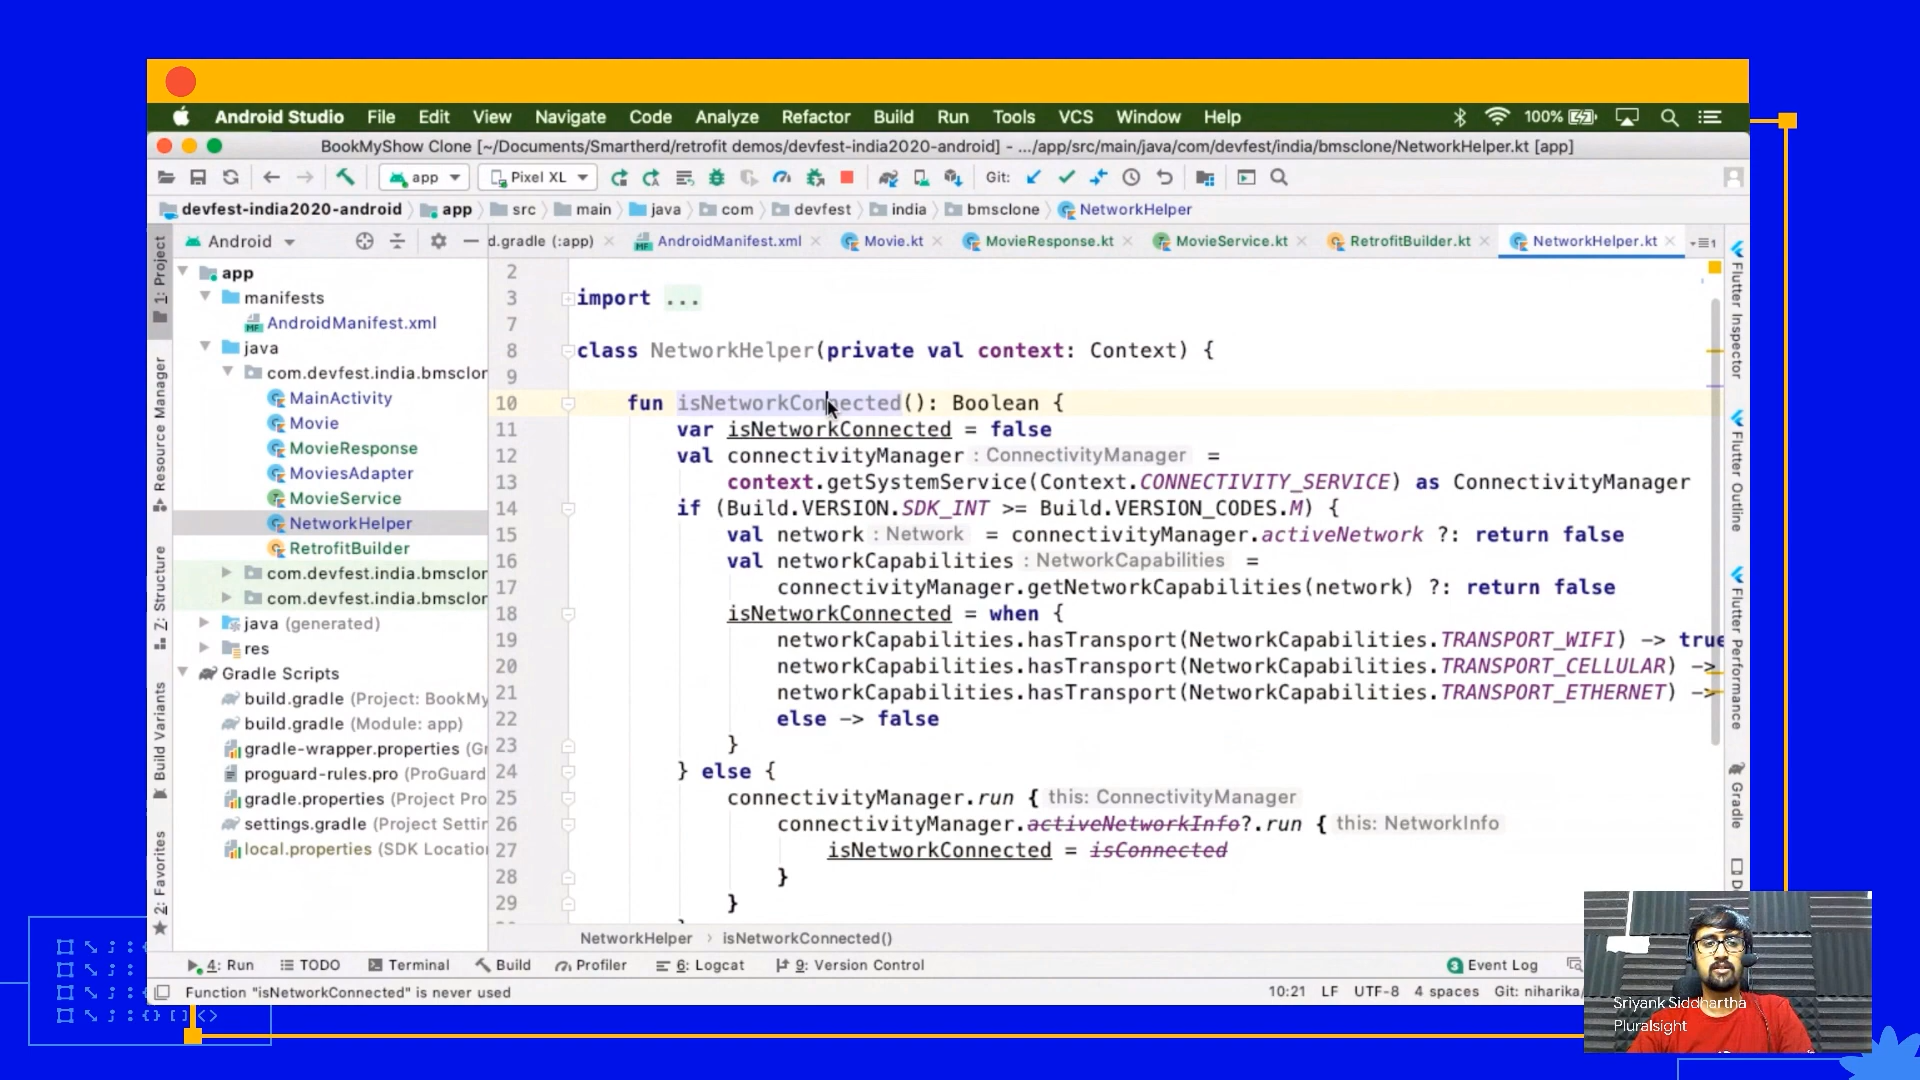 Android Studio File Edit View Navigate Code Analyze Refactor Build Run Tools VCS Window Help 100%
BookMyShow Clone [~/Documents/Smartherd/retrofit demos/devfest-india2020-android] - .../app/src/main/java/com/devfest/india/bmsclone/NetworkHelper.kt [app]
app Pixel XL Git:
devfest-india2020-android app src main java com devfest india bmsclone NetworkHelper
Android d.gradle (:app) AndroidManifest.xml Movie.kt MovieResponse.kt MovieService.kt RetrofitBuilder.kt NetworkHelper.kt 1
1: Project
Resource Manager
Z: Structure
Build Variants
2: Favorites
app
manifests
AndroidManifest.xml
java
com.devfest.india.bmsclor
MainActivity
Movie
MovieResponse
MoviesAdapter
MovieService
NetworkHelper
RetrofitBuilder
com.devfest.india.bmsclor
com.devfest.india.bmsclor
java (generated)
res
Gradle Scripts
build.gradle (Project: BookMy
build.gradle (Module: app)
gradle-wrapper.properties (Gr
proguard-rules.pro (ProGuard
gradle.properties (Project Pro
settings.gradle (Project Settir
local.properties (SDK Locatio
2
3 import ...
7
8 class NetworkHelper(private val context: Context) {
9
10 fun isNetworkConnected(): Boolean {
11 var isNetworkConnected = false
12 val connectivityManager : ConnectivityManager =
13 context.getSystemService(Context.CONNECTIVITY_SERVICE) as ConnectivityManager
14 if (Build.VERSION.SDK_INT >= Build.VERSION_CODES.M) {
15 val network : Network = connectivityManager.activeNetwork ?: return false
16 val networkCapabilities : NetworkCapabilities =
17 connectivityManager.getNetworkCapabilities(network) ?: return false
18 isNetworkConnected = when {
19 networkCapabilities.hasTransport(NetworkCapabilities.TRANSPORT_WIFI) -> true
20 networkCapabilities.hasTransport(NetworkCapabilities.TRANSPORT_CELLULAR) ->
21 networkCapabilities.hasTransport(NetworkCapabilities.TRANSPORT_ETHERNET) ->
22 else -> false
23 }
24 } else {
25 connectivityManager.run { this: ConnectivityManager
26 connectivityManager.activeNetworkInfo?.run { this: NetworkInfo
27 isNetworkConnected = isConnected
28 }
29 }
Flutter Inspector
Flutter Outline
Flutter Performance
Gradle
NetworkHelper > isNetworkConnected()
4: Run TODO Terminal Build Profiler 6: Logcat 9: Version Control 3 Event Log
Function "isNetworkConnected" is never used 10:21 LF UTF-8 4 spaces Git: niharika/
Sriyank Siddhartha
Pluralsight